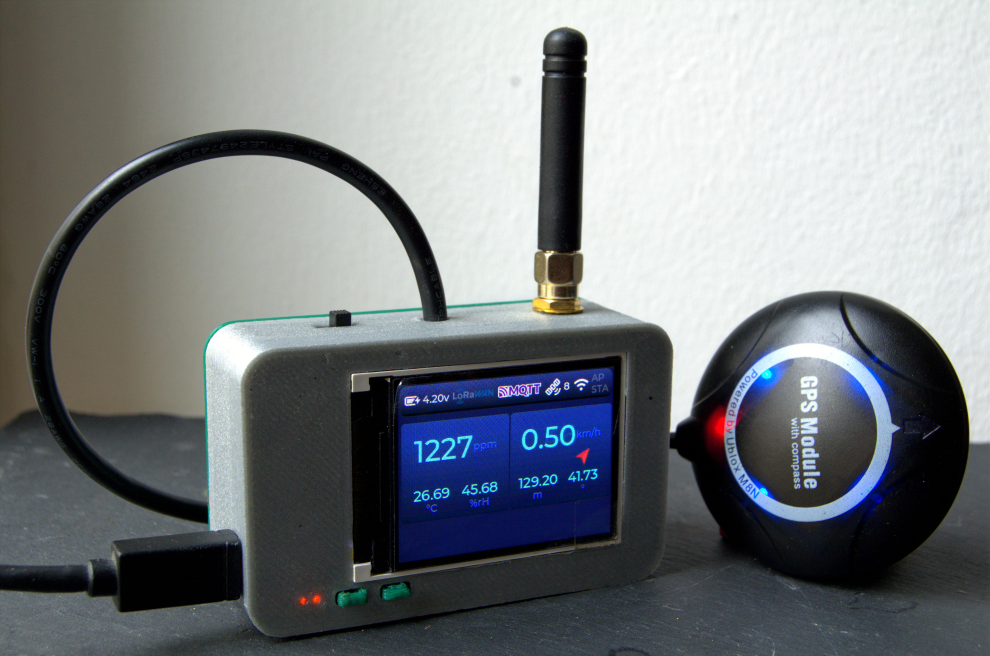 4.20v LoRaWAN MQTT 8 AP
STA
1227 ppm
0.50 km/h
26.69 45.68
°C %rH
129.20 41.73
m °
GPS Module
with compass
Powered by Ublox M8N